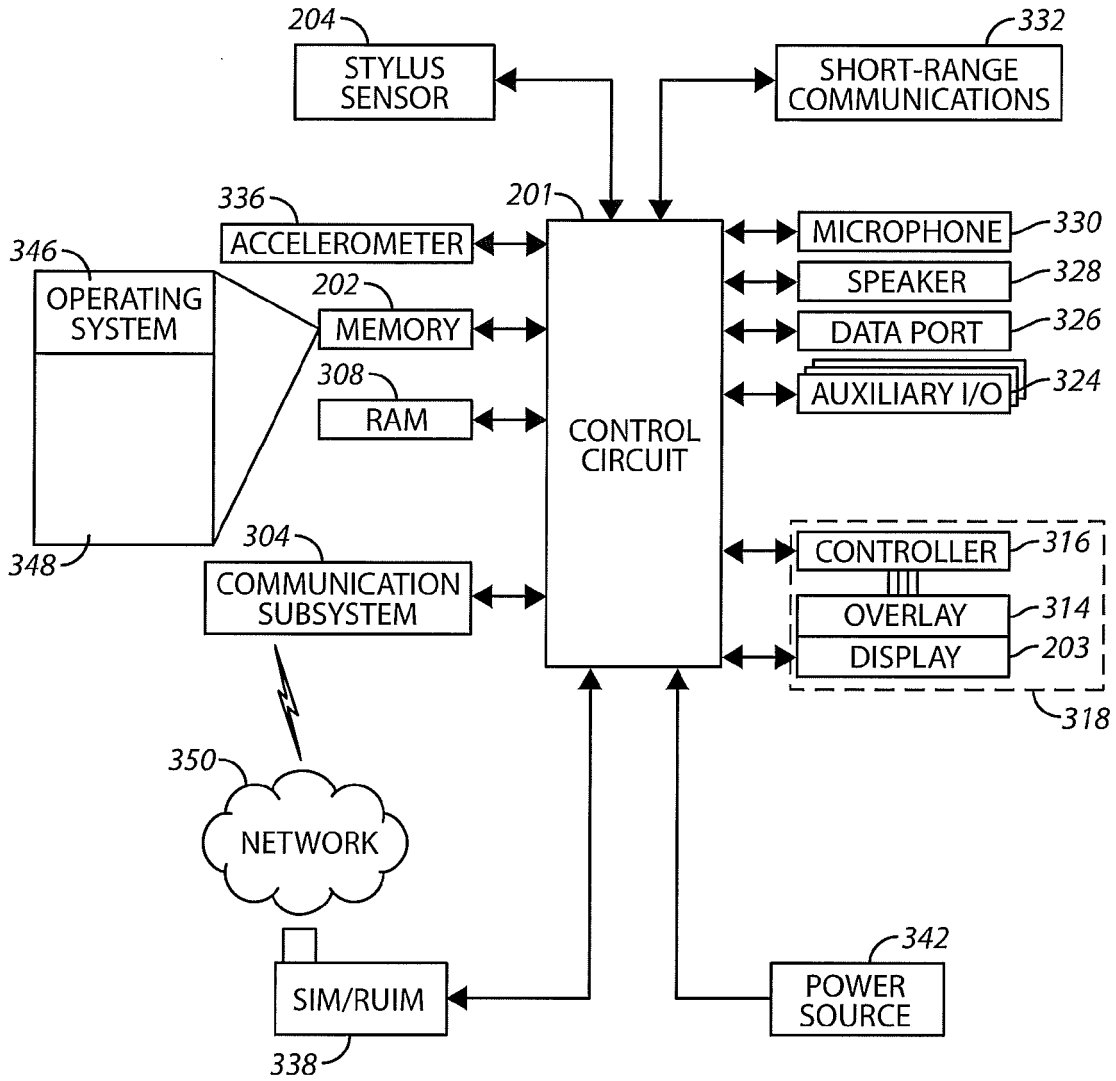 204
STYLUS
SENSOR
332
SHORT-RANGE
COMMUNICATIONS
336
ACCELEROMETER
201
MICROPHONE
330
346
OPERATING
SYSTEM
202
MEMORY
SPEAKER
328
DATA PORT
326
308
RAM
AUXILIARY I/O
324
CONTROL
CIRCUIT
348
304
COMMUNICATION
SUBSYSTEM
CONTROLLER
316
OVERLAY
314
DISPLAY
203
318
350
NETWORK
SIM/RUIM
338
342
POWER
SOURCE